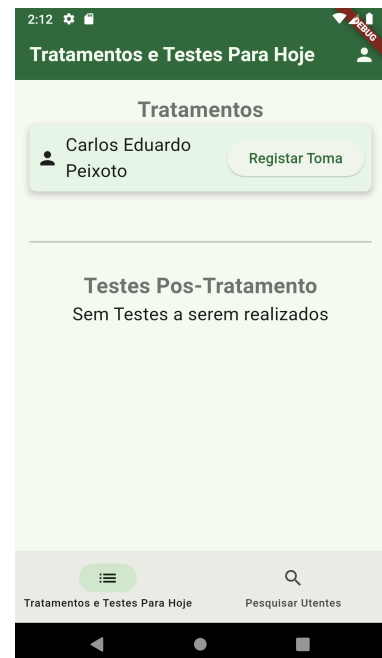 2:12
DEBUG
Tratamentos e Testes Para Hoje
Tratamentos
Carlos Eduardo
Peixoto
Registar Toma
Testes Pos-Tratamento
Sem Testes a serem realizados
Tratamentos e Testes Para Hoje
Pesquisar Utentes